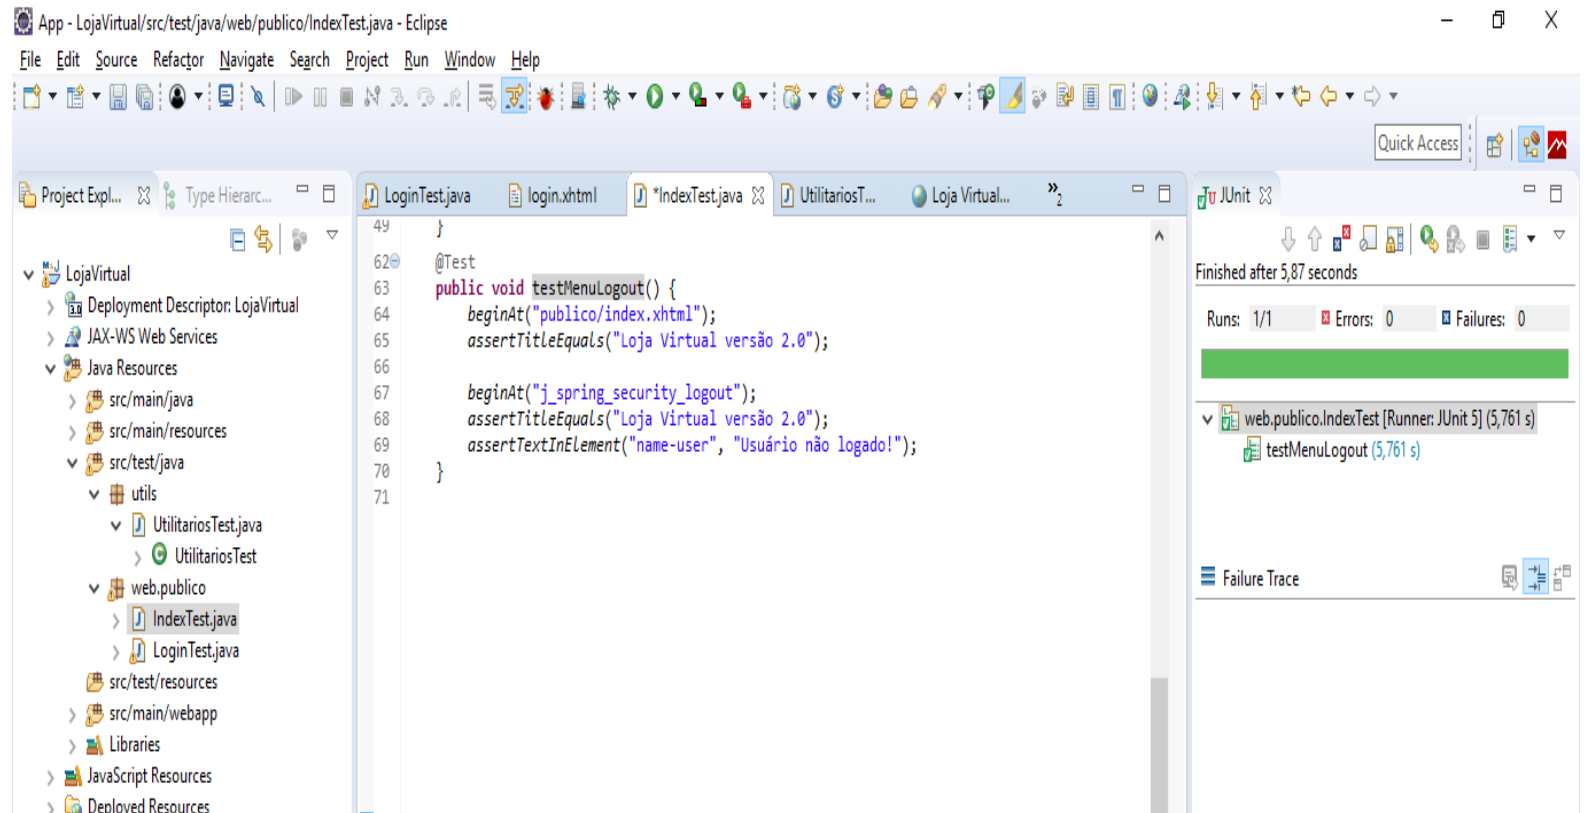 App - LojaVirtual/src/test/java/web/publico/IndexTest.java - Eclipse
File Edit Source Refactor Navigate Search Project Run Window Help
Quick Access
Project Expl... Type Hierarc...
LojaVirtual
Deployment Descriptor: LojaVirtual
JAX-WS Web Services
Java Resources
src/main/java
src/main/resources
src/test/java
utils
UtilitariosTest.java
UtilitariosTest
web.publico
IndexTest.java
LoginTest.java
src/test/resources
src/main/webapp
Libraries
JavaScript Resources
Deployed Resources
LoginTest.java login.xhtml *IndexTest.java UtilitariosT... Loja Virtual... »2
49 }
62 @Test
63 public void testMenuLogout() {
64 beginAt("publico/index.xhtml");
65 assertTitleEquals("Loja Virtual versão 2.0");
66
67 beginAt("j_spring_security_logout");
68 assertTitleEquals("Loja Virtual versão 2.0");
69 assertTextInElement("name-user", "Usuário não logado!");
70 }
71
JUnit
Finished after 5,87 seconds
Runs: 1/1 Errors: 0 Failures: 0
web.publico.IndexTest [Runner: JUnit 5] (5,761 s)
testMenuLogout (5,761 s)
Failure Trace